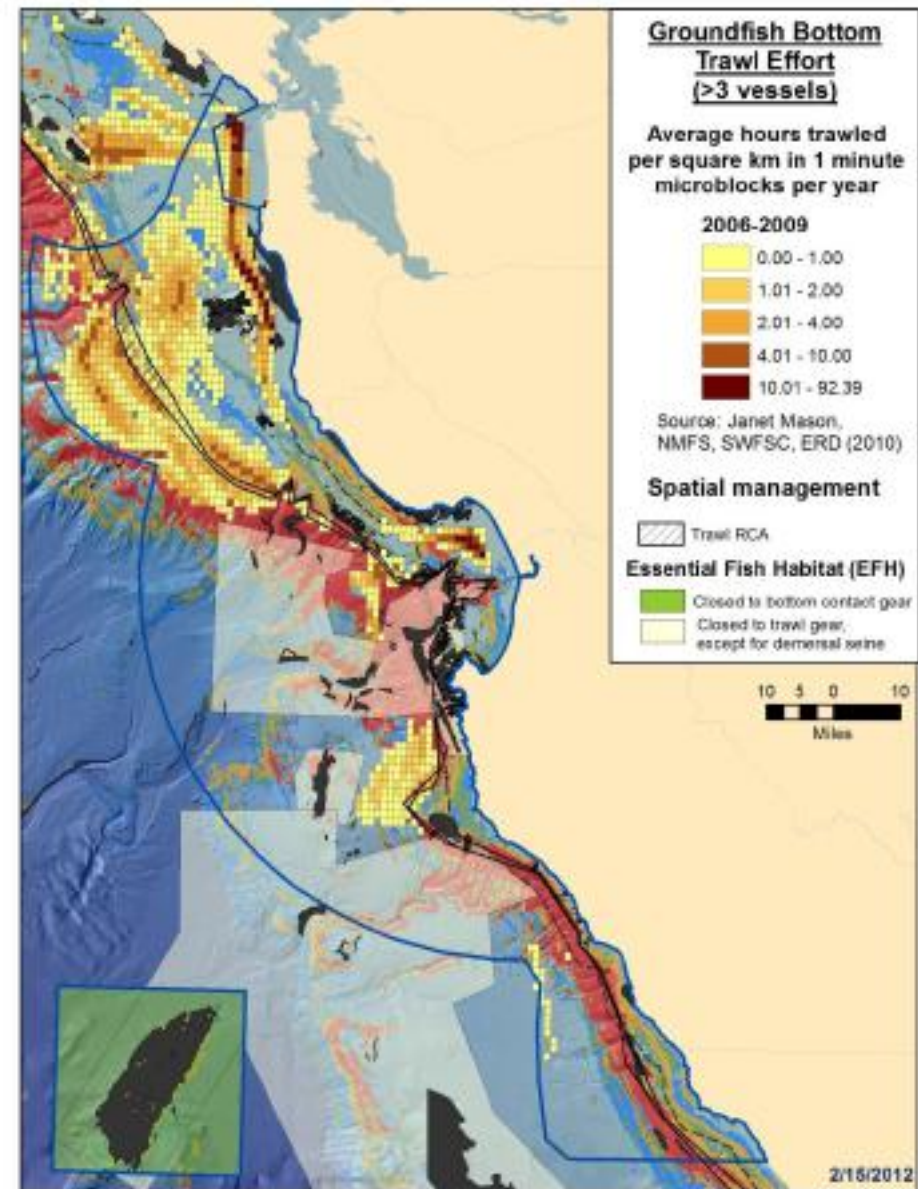 Groundfish Bottom
Trawl Effort
(>3 vessels)
Average hours trawled
per square km in 1 minute
microblocks per year
2006-2009
0.00 - 1.00
1.01 - 2.00
2.01 - 4.00
4.01 - 10.00
10.01 - 92.39
Source: Janet Mason,
NMFS, SWFSC, ERD (2010)
Spatial management
Trawl RCA
Essential Fish Habitat (EFH)
Closed to bottom contact gear
Closed to trawl gear,
except for demersal seine
10 5 0 10
Miles
2/15/2012